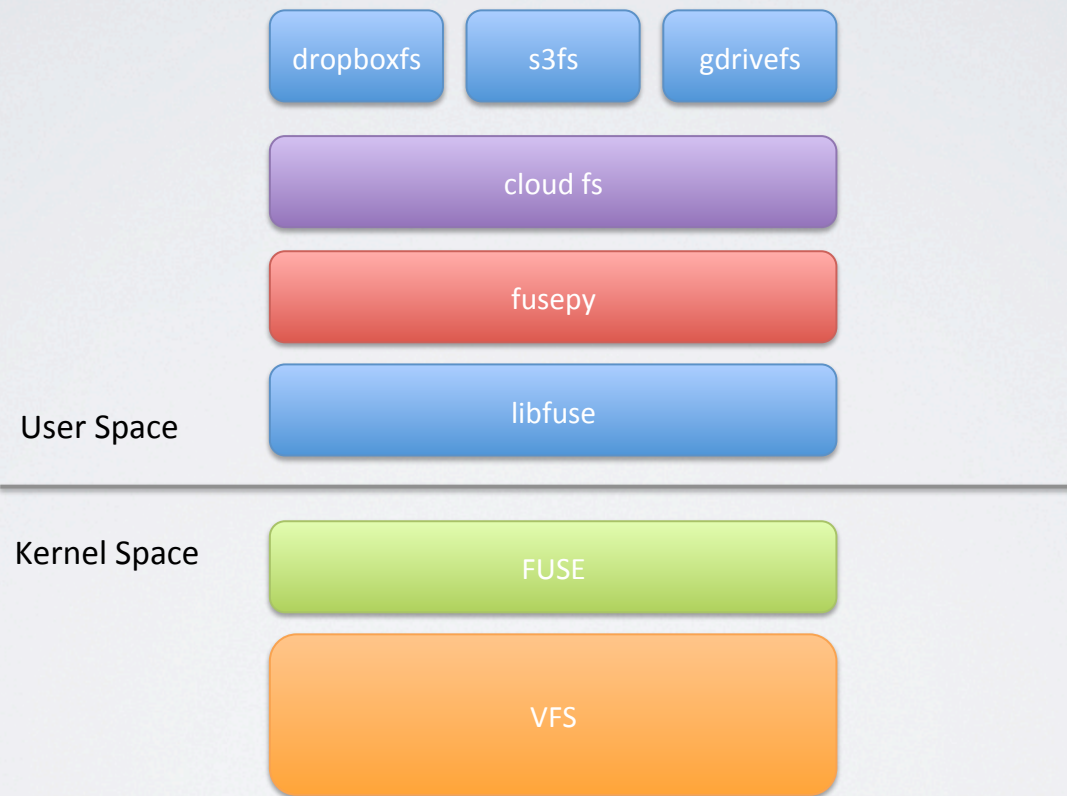 dropboxfs
s3fs
gdrivefs
cloud fs
fusepy
libfuse
User Space
Kernel Space
FUSE
VFS